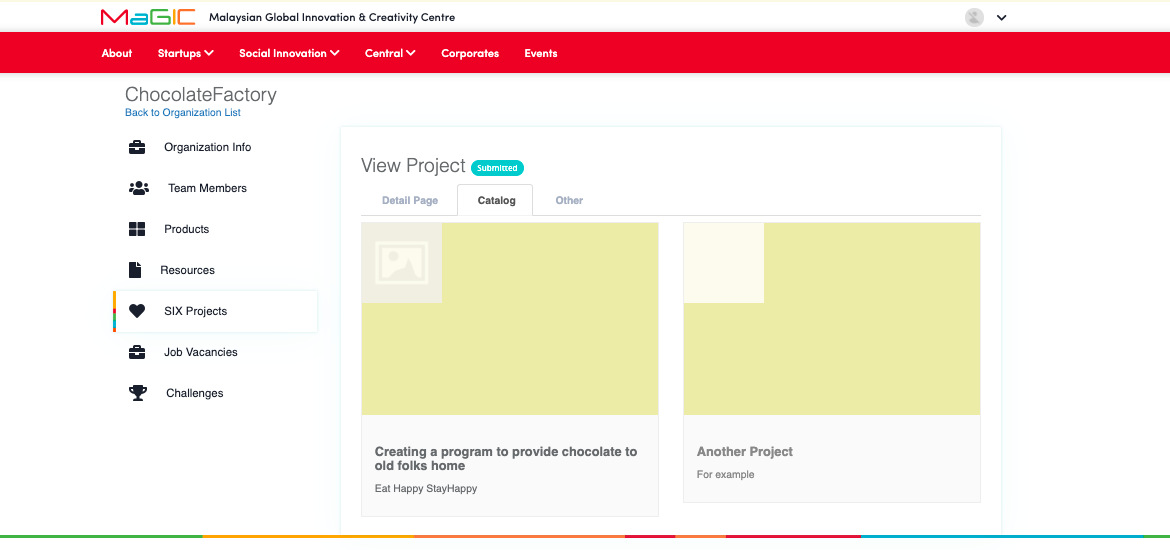 MaGIC Malaysian Global Innovation & Creativity Centre
About Startups Social Innovation Central Corporates Events
ChocolateFactory
Back to Organization List
Organization Info
Team Members
Products
Resources
SIX Projects
Job Vacancies
Challenges
View Project Submitted
Detail Page Catalog Other
Creating a program to provide chocolate to
old folks home
Eat Happy StayHappy
Another Project
For example